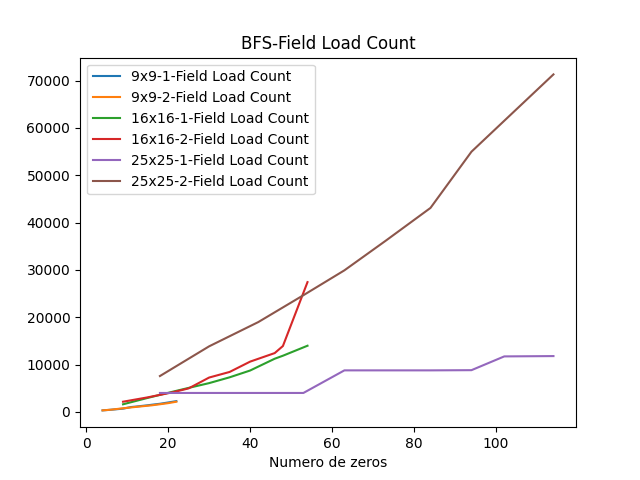 BFS-Field Load Count
9x9-1-Field Load Count
9x9-2-Field Load Count
16x16-1-Field Load Count
16x16-2-Field Load Count
25x25-1-Field Load Count
25x25-2-Field Load Count
70000
60000
50000
40000
30000
20000
10000
0
0 20 40 60 80 100
Numero de zeros